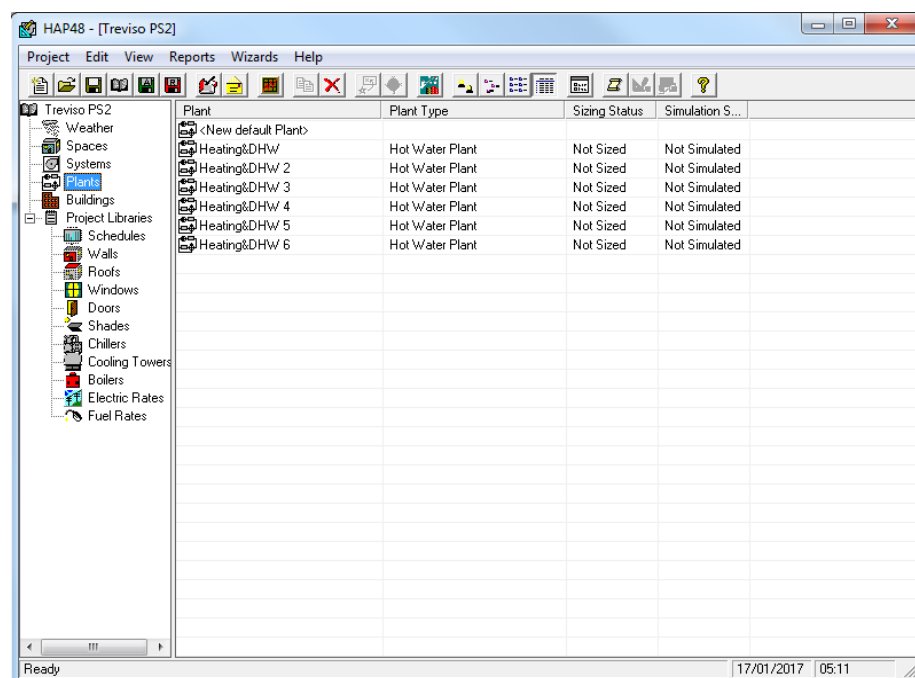 HAP48 - [Treviso PS2]
Project Edit View Reports Wizards Help
Treviso PS2
Weather
Spaces
Systems
Plants
Buildings
Project Libraries
Schedules
Walls
Roofs
Windows
Doors
Shades
Chillers
Cooling Towers
Boilers
Electric Rates
Fuel Rates
Plant Plant Type Sizing Status Simulation S...
<New default Plant>
Heating&DHW Hot Water Plant Not Sized Not Simulated
Heating&DHW 2 Hot Water Plant Not Sized Not Simulated
Heating&DHW 3 Hot Water Plant Not Sized Not Simulated
Heating&DHW 4 Hot Water Plant Not Sized Not Simulated
Heating&DHW 5 Hot Water Plant Not Sized Not Simulated
Heating&DHW 6 Hot Water Plant Not Sized Not Simulated
Ready 17/01/2017 05:11